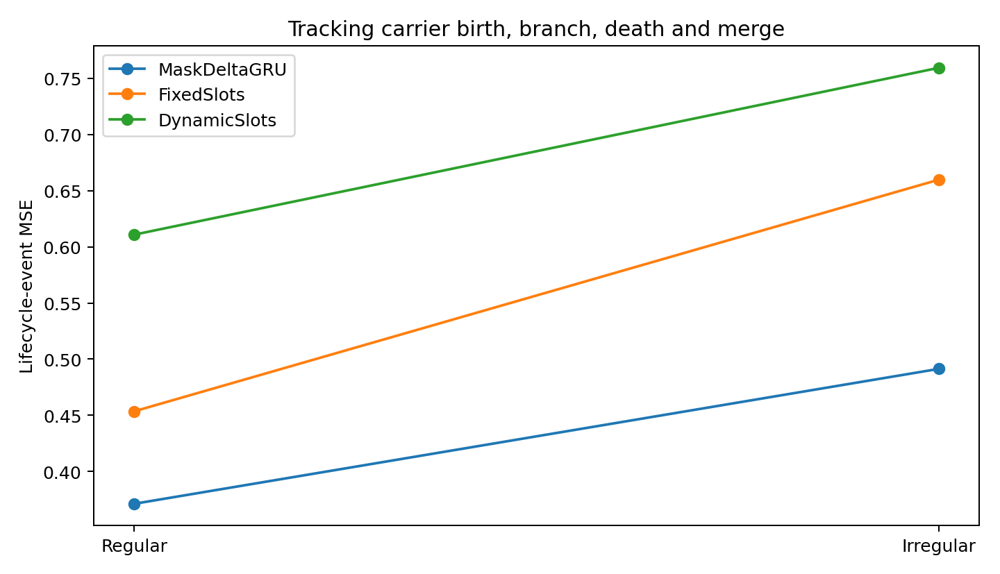 Tracking carrier birth, branch, death and merge
MaskDeltaGRU
FixedSlots
DynamicSlots
Lifecycle-event MSE
0.75
0.70
0.65
0.60
0.55
0.50
0.45
0.40
Regular
Irregular